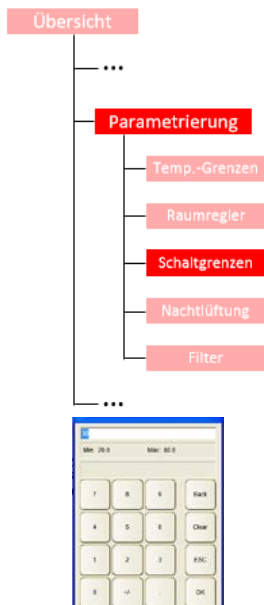 Übersicht
...
Parametrierung
Temp.-Grenzen
Raumregler
Schaltgrenzen
Nachtlüftung
Filter
...
Min: 20.0 Max: 80.0
7 8 9 Back
4 5 6 Clear
1 2 3 ESC
0 +/- . OK